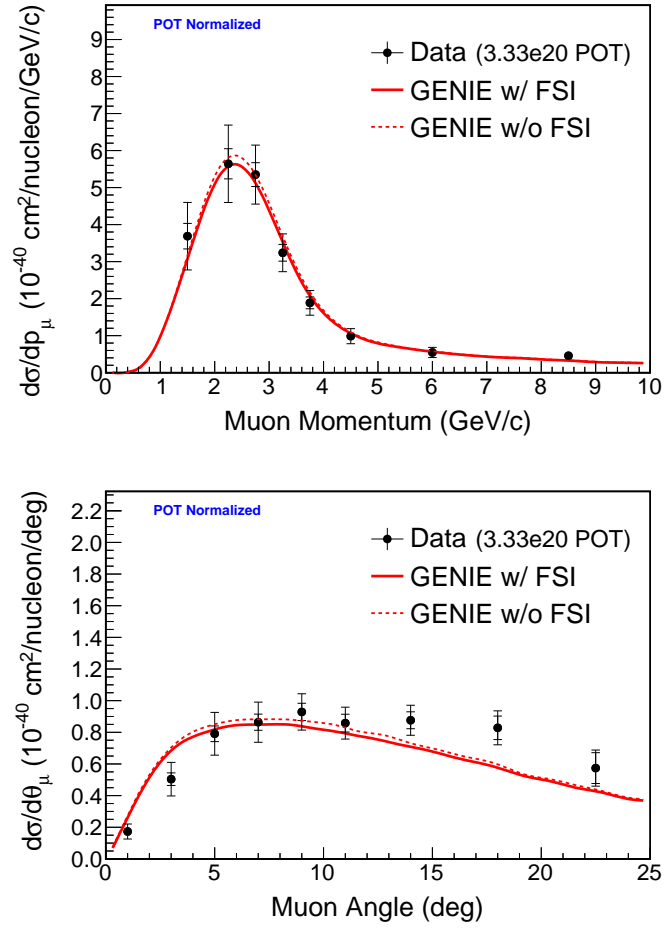 POT Normalized
Data (3.33e20 POT)
GENIE w/ FSI
GENIE w/o FSI
dσ/dpμ (10⁻⁴⁰ cm²/nucleon/GeV/c)
9
8
7
6
5
4
3
2
1
0
0 1 2 3 4 5 6 7 8 9 10
Muon Momentum (GeV/c)
POT Normalized
Data (3.33e20 POT)
GENIE w/ FSI
GENIE w/o FSI
dσ/dθμ (10⁻⁴⁰ cm²/nucleon/deg)
2.2
2.0
1.8
1.6
1.4
1.2
1.0
0.8
0.6
0.4
0.2
0.0
0 5 10 15 20 25
Muon Angle (deg)